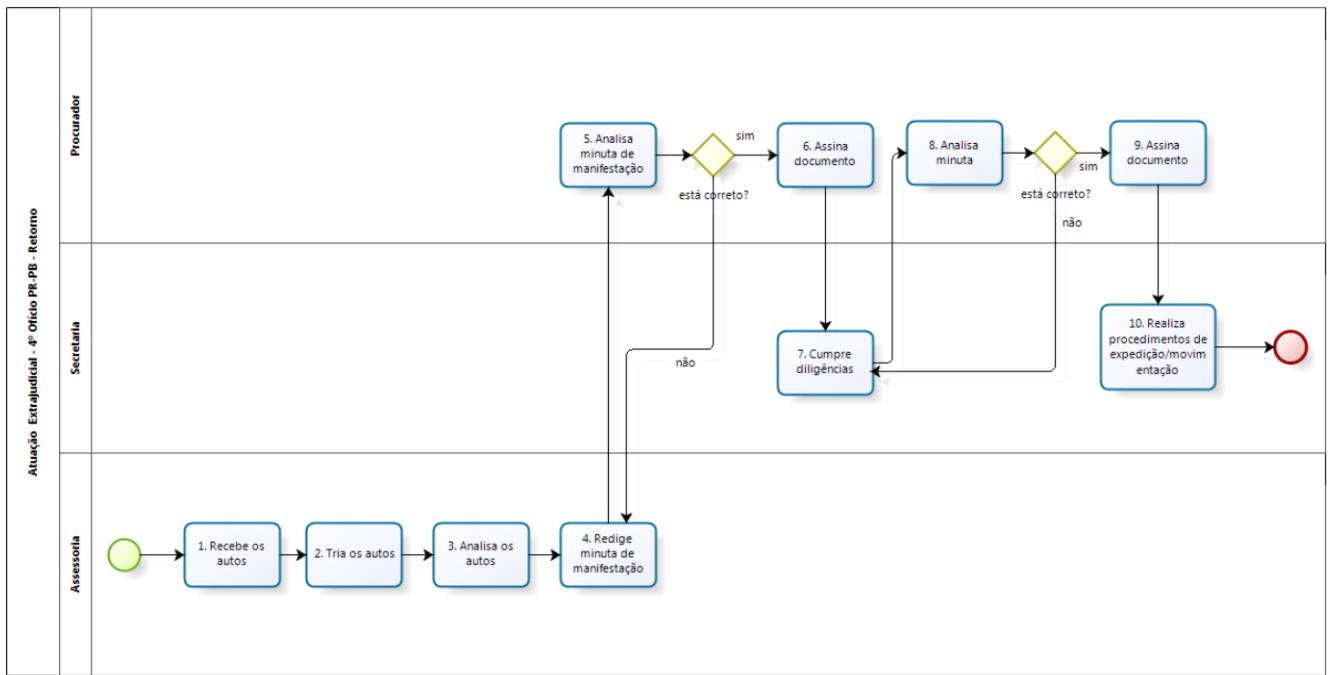 Atuação Extrajudicial - 4º Ofício PR-PB - Retorno
Procurador
5. Analisa
minuta de
manifestação
sim
está correto?
6. Assina
documento
8. Analisa
minuta
sim
está correto?
não
9. Assina
documento
Secretaria
não
7. Cumpre
diligências
10. Realiza
procedimentos de
expedição/movim
entação
Assessoria
1. Recebe os
autos
2. Tria os autos
3. Analisa os
autos
4. Redige
minuta de
manifestação